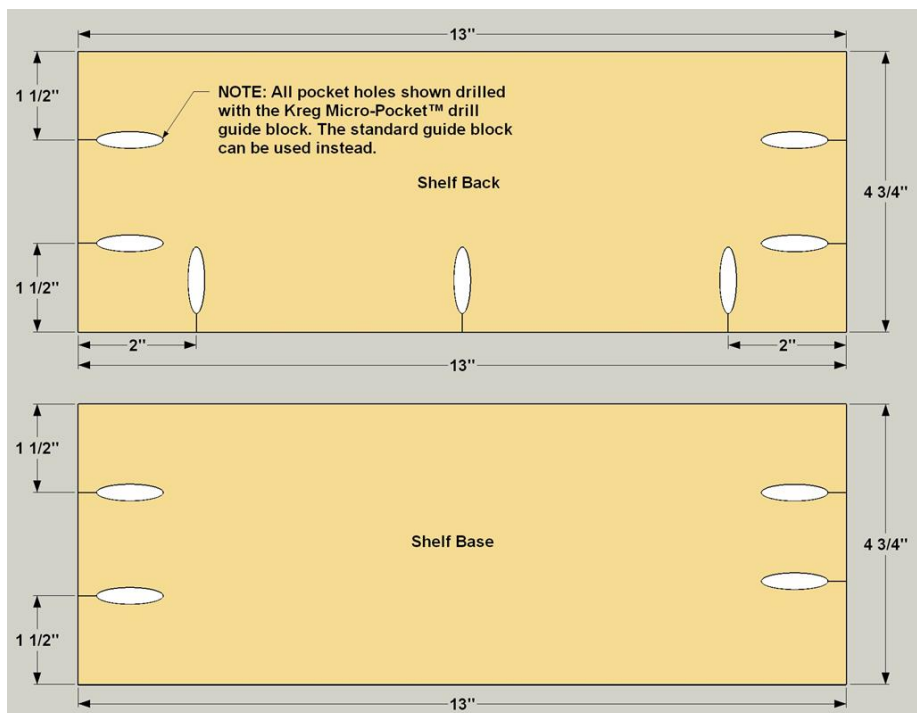 13"
1 1/2"
NOTE: All pocket holes shown drilled
with the Kreg Micro-Pocket™ drill
guide block. The standard guide block
can be used instead.
Shelf Back
4 3/4"
1 1/2"
2"
2"
13"
1 1/2"
Shelf Base
4 3/4"
1 1/2"
13"